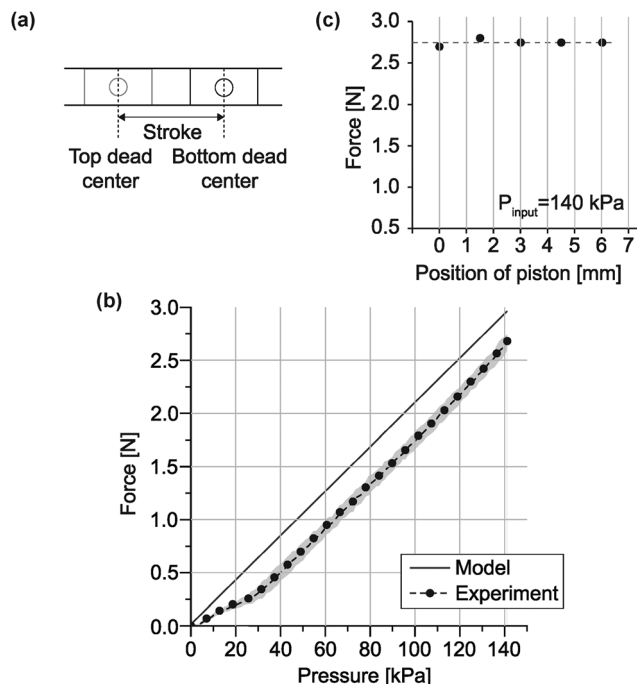 (a)
Stroke
Top dead
center
Bottom dead
center
(c)
3.0
2.5
2.0
1.5
1.0
0.5
Force [N]
P input=140 kPa
0 1 2 3 4 5 6 7
Position of piston [mm]
(b)
3.0
2.5
2.0
1.5
1.0
0.5
0.0
Force [N]
Model
Experiment
0 20 40 60 80 100 120 140
Pressure [kPa]